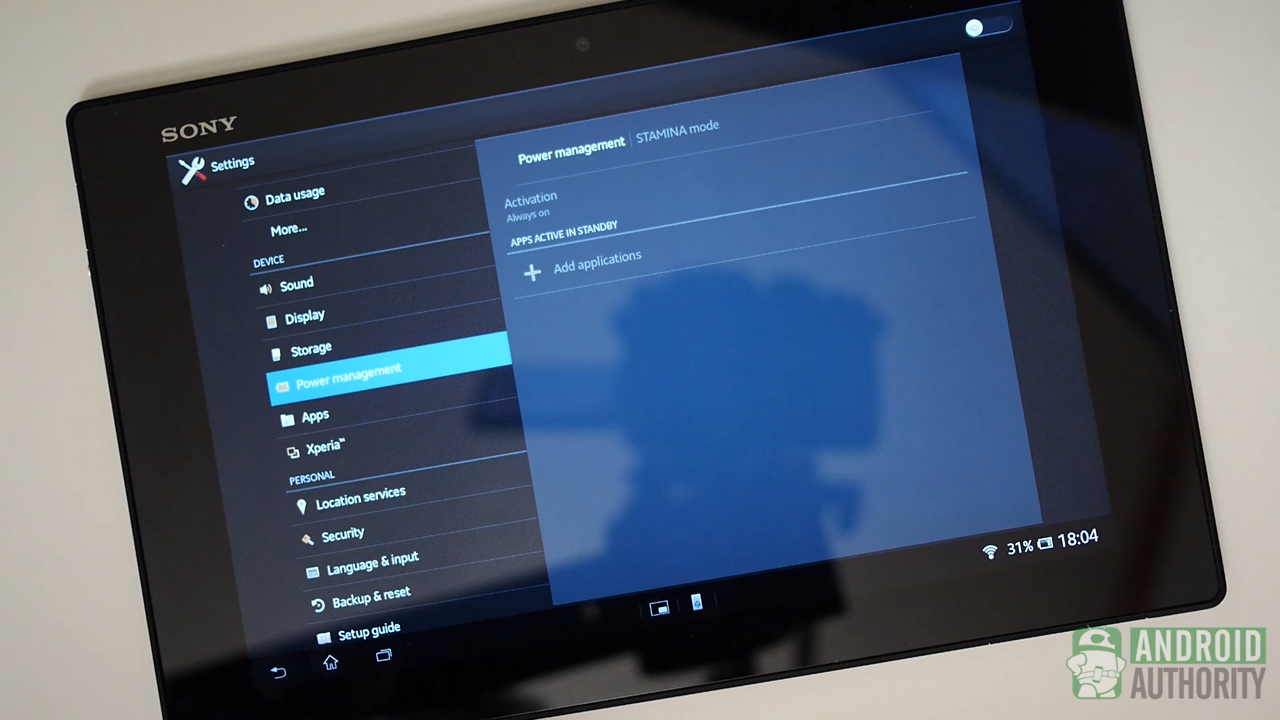 SONY
Settings
Data usage
More...
DEVICE
Sound
Display
Storage
Power management
Apps
Xperia™
PERSONAL
Location services
Security
Language & input
Backup & reset
Setup guide
Power management | STAMINA mode
Activation
Always on
APPS ACTIVE IN STANDBY
Add applications
31% 18:04
ANDROID
AUTHORITY